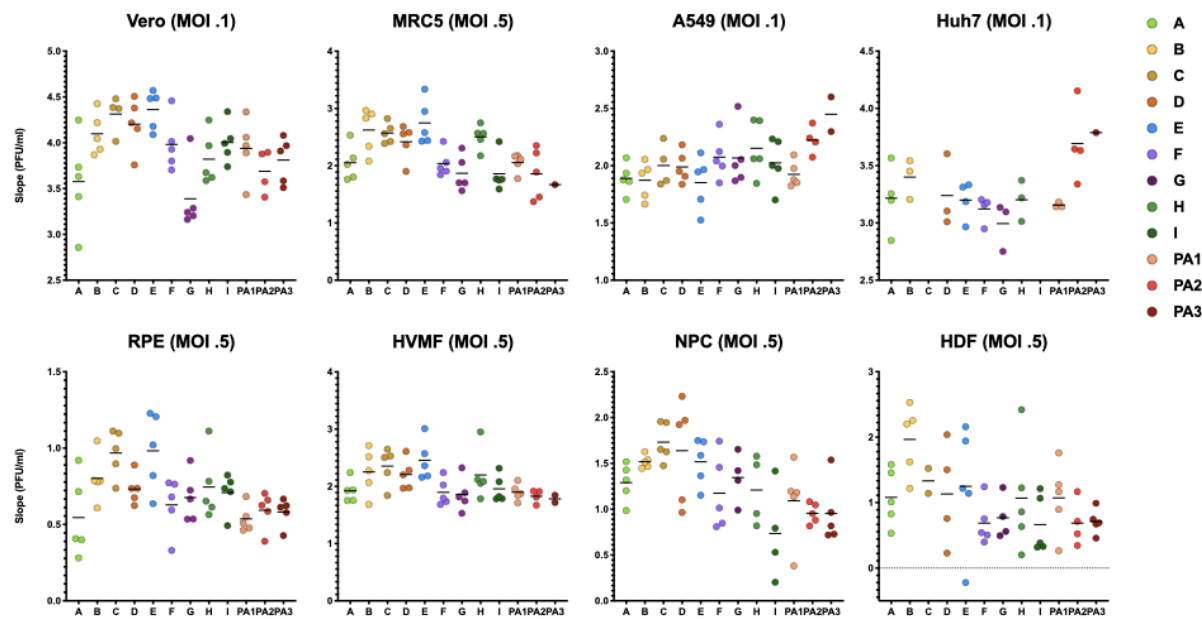 Vero (MOI .1)
MRC5 (MOI .5)
A549 (MOI .1)
Huh7 (MOI .1)
Slope (PFU/ml)
5.0
4.5
4.0
3.5
3.0
2.5
A B C D E F G H I PA1 PA2 PA3
4
3
2
1
0
A B C D E F G H I PA1 PA2 PA3
3.0
2.5
2.0
1.5
1.0
A B C D E F G H I PA1 PA2 PA3
4.5
4.0
3.5
3.0
2.5
A B D E F G H I PA1 PA2 PA3
A
B
C
D
E
F
G
H
I
PA1
PA2
PA3
RPE (MOI .5)
HVMF (MOI .5)
NPC (MOI .5)
HDF (MOI .5)
Slope (PFU/ml)
1.5
1.0
0.5
0.0
A B C D E F G H I PA1 PA2 PA3
4
3
2
1
0
A B C D E F G H I PA1 PA2 PA3
2.5
2.0
1.5
1.0
0.5
0.0
A B C D E F G H I PA1 PA2 PA3
3
2
1
0
A B C D E F G H I PA1 PA2 PA3